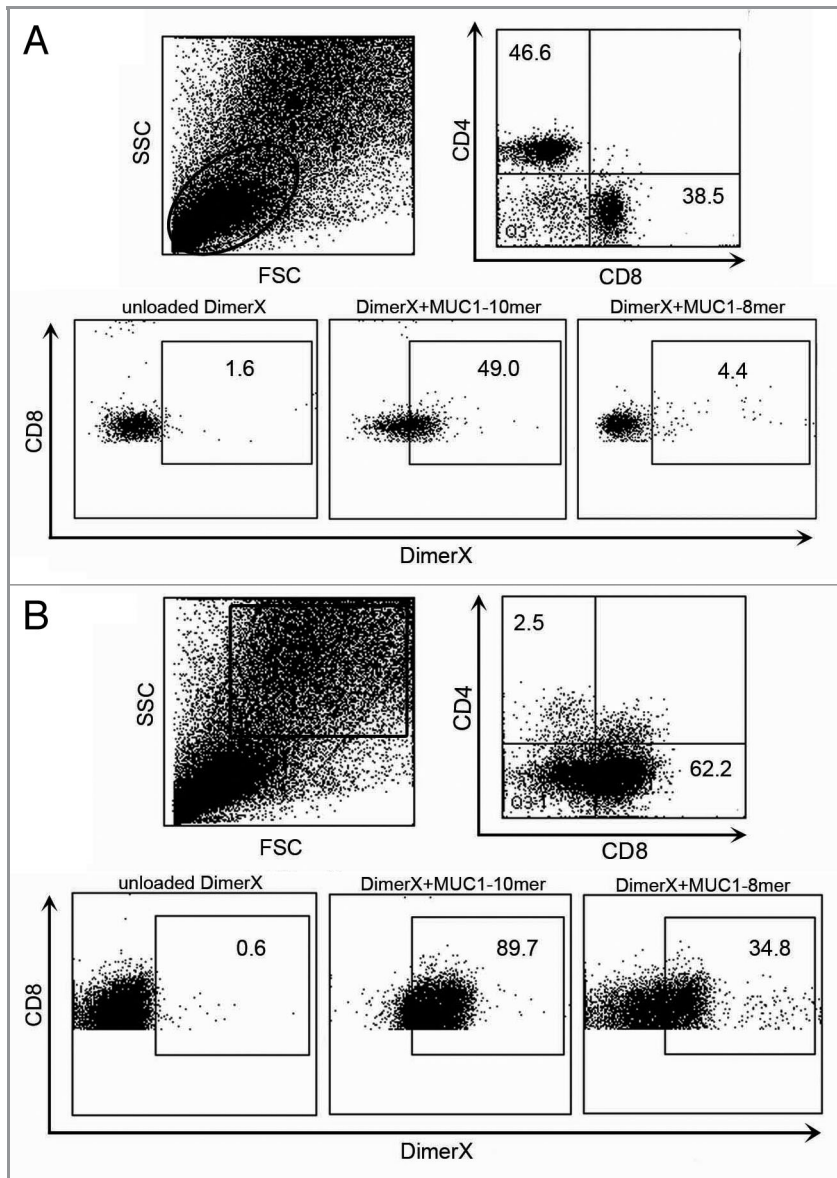 A
SSC
FSC
46.6
38.5
Q3
CD4
CD8
unloaded DimerX
DimerX+MUC1-10mer
DimerX+MUC1-8mer
1.6
49.0
4.4
CD8
DimerX
B
SSC
FSC
2.5
62.2
CD4
CD8
unloaded DimerX
DimerX+MUC1-10mer
DimerX+MUC1-8mer
0.6
89.7
34.8
CD8
DimerX